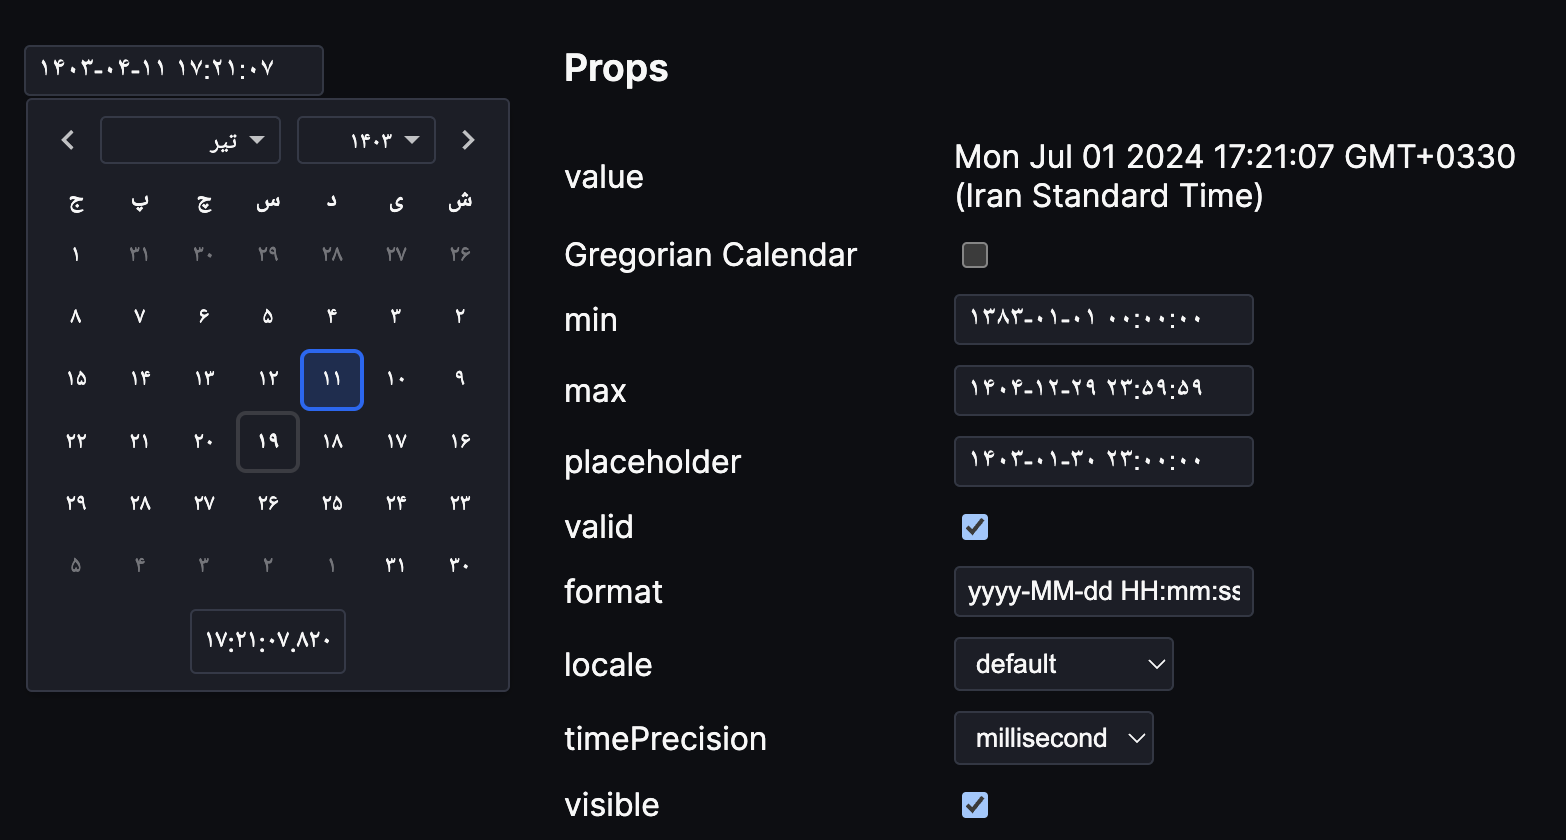 ۱۴۰۳-۰۴-۱۱ ۱۷:۲۱:۰۷
۱۴۰۳ تیر
ش ی د س چ پ ج
۲۶ ۲۷ ۲۸ ۲۹ ۳۰ ۳۱ ۱
۲ ۳ ۴ ۵ ۶ ۷ ۸
۹ ۱۰ ۱۱ ۱۲ ۱۳ ۱۴ ۱۵
۱۶ ۱۷ ۱۸ ۱۹ ۲۰ ۲۱ ۲۲
۲۳ ۲۴ ۲۵ ۲۶ ۲۷ ۲۸ ۲۹
۳۰ ۳۱ ۱ ۲ ۳ ۴ ۵
۱۷:۲۱:۰۷.۸۲۰
Props
value Mon Jul 01 2024 17:21:07 GMT+0330
(Iran Standard Time)
Gregorian Calendar
min ۱۳۸۳-۰۱-۰۱ ۰۰:۰۰:۰۰
max ۱۴۰۴-۱۲-۲۹ ۲۳:۵۹:۵۹
placeholder ۱۴۰۳-۰۱-۳۰ ۲۳:۰۰:۰۰
valid
format yyyy-MM-dd HH:mm:ss
locale default
timePrecision millisecond
visible